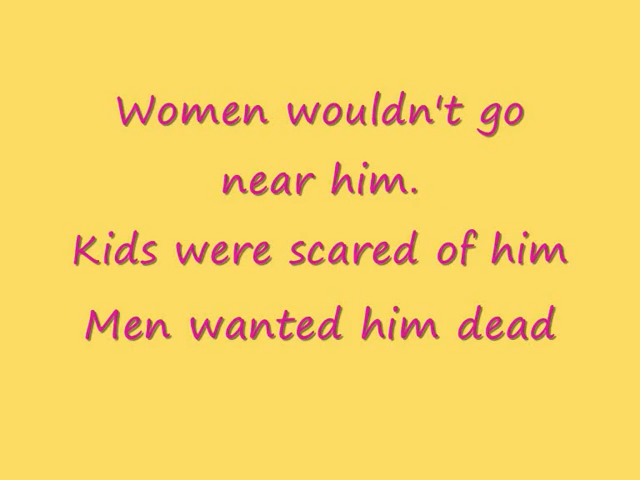 Women wouldn't go
near him.
Kids were scared of him
Men wanted him dead